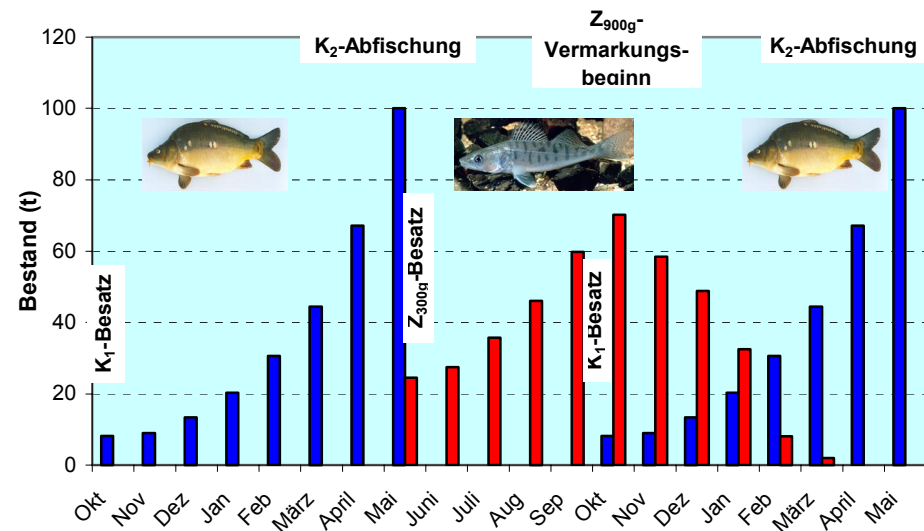 Z₉₀₀g-
Vermarkungs-
beginn
K₂-Abfischung
K₂-Abfischung
Bestand (t)
120
100
80
60
40
20
0
K₁-Besatz
Z₃₀₀g-Besatz
K₁-Besatz
Okt
Nov
Dez
Jan
Feb
März
April
Mai
Juni
Juli
Aug
Sep
Okt
Nov
Dez
Jan
Feb
März
April
Mai